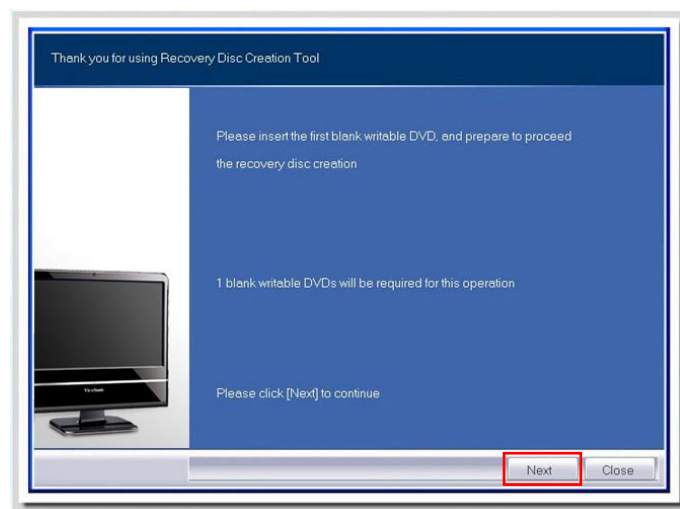 Thank you for using Recovery Disc Creation Tool
Please insert the first blank writable DVD, and prepare to proceed
the recovery disc creation
1 blank writable DVDs will be required for this operation
Please click [Next] to continue
Next
Close